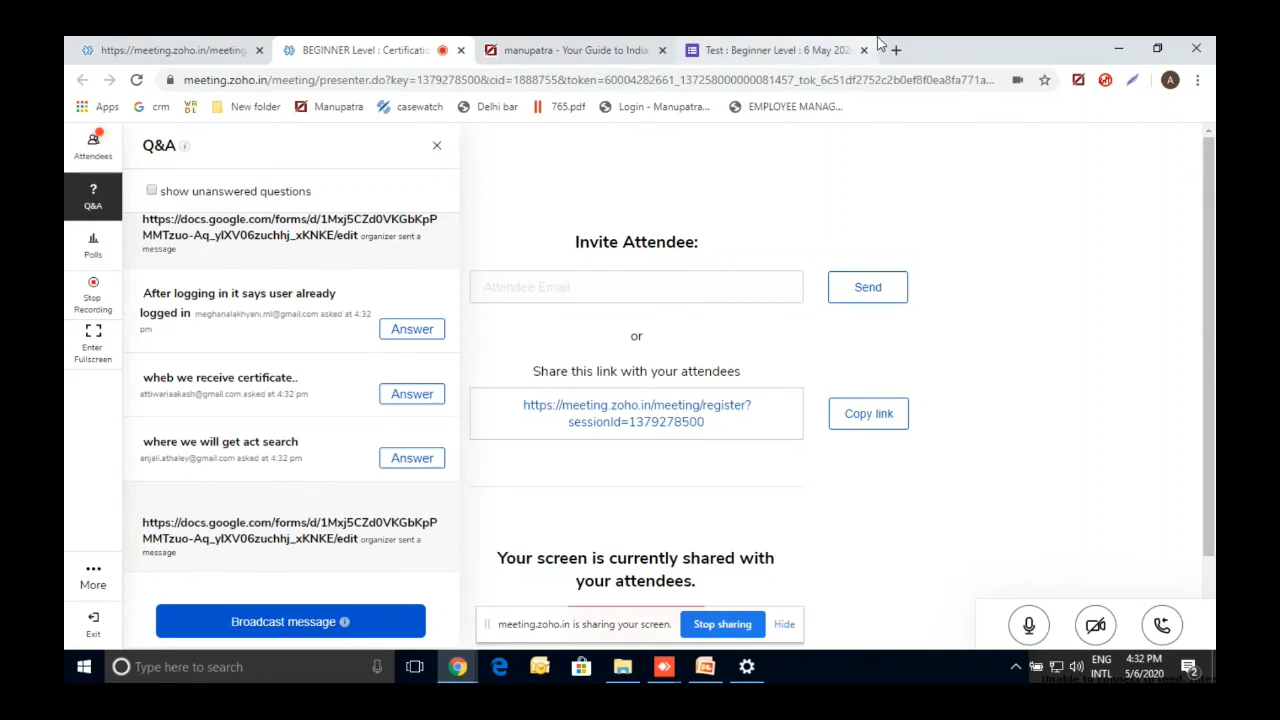 https://meeting.zoho.in/meeting.
BEGINNER Level : Certificatio
manupatra - Your Guide to India
Test : Beginner Level : 6 May 202
meeting.zoho.in/meeting/presenter.do?key=1379278500&cid=1888755&token=60004282661_137258000000081457_tok_6c51df2752c2b0ef8f0ea8fa771a...
A
Apps
crm
New folder
Manupatra
casewatch
Delhi bar
765.pdf
Login - Manupatra...
EMPLOYEE MANAG...
Attendees
?
Q&A
Polls
Stop
Recording
Enter
Fullscreen
More
Exit
Q&A
show unanswered questions
https://docs.google.com/forms/d/1Mxj5CZd0VKGbKpP
MMTzuo-Aq_yIXV06zuchhj_xKNKE/edit organizer sent a
message
After logging in it says user already
logged in meghanalakhyani.ml@gmail.com asked at 4:32
pm
Answer
wheb we receive certificate..
attiwariaakash@gmail.com asked at 4:32 pm
Answer
where we will get act search
anjali.athaley@gmail.com asked at 4:32 pm
Answer
https://docs.google.com/forms/d/1Mxj5CZd0VKGbKpP
MMTzuo-Aq_yIXV06zuchhj_xKNKE/edit organizer sent a
message
Broadcast message
Invite Attendee:
Attendee Email
Send
or
Share this link with your attendees
https://meeting.zoho.in/meeting/register?
sessionId=1379278500
Copy link
Your screen is currently shared with
your attendees.
meeting.zoho.in is sharing your screen.
Stop sharing
Hide
Type here to search
ENG
INTL
4:32 PM
5/6/2020
2